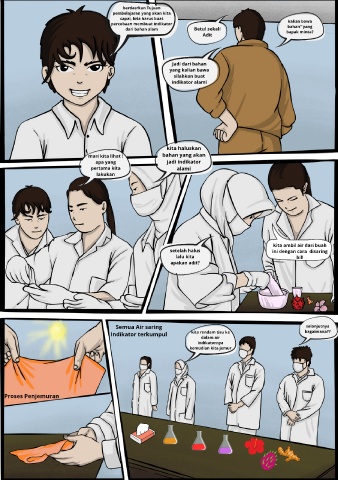 berdasarkan Tujuan
pembelajaran yang akan kita
capai, kita harus buat
percobaan membuat indikator
dari bahan alam
Betul sekali
Adit
kalian bawa
bahan" yang
bapak minta?
Jadi dari bahan
yang kalian bawa
silahkan buat
indikator alami
mari kita lihat :
apa yang
pertama kita
lakukan
kita haluskan
bahan yang akan
jadi indikator
alami
setelah halus
lalu kita
apakan adit?
kita ambil air dari buah
ini dengan cara disaring
Proses Penjemuran
Semua Air saring
Indikator terkumpul
kita rendam tisu ke
dalam air
indikatornya
kemudian kita jemur
selanjutnya
bagaimana??